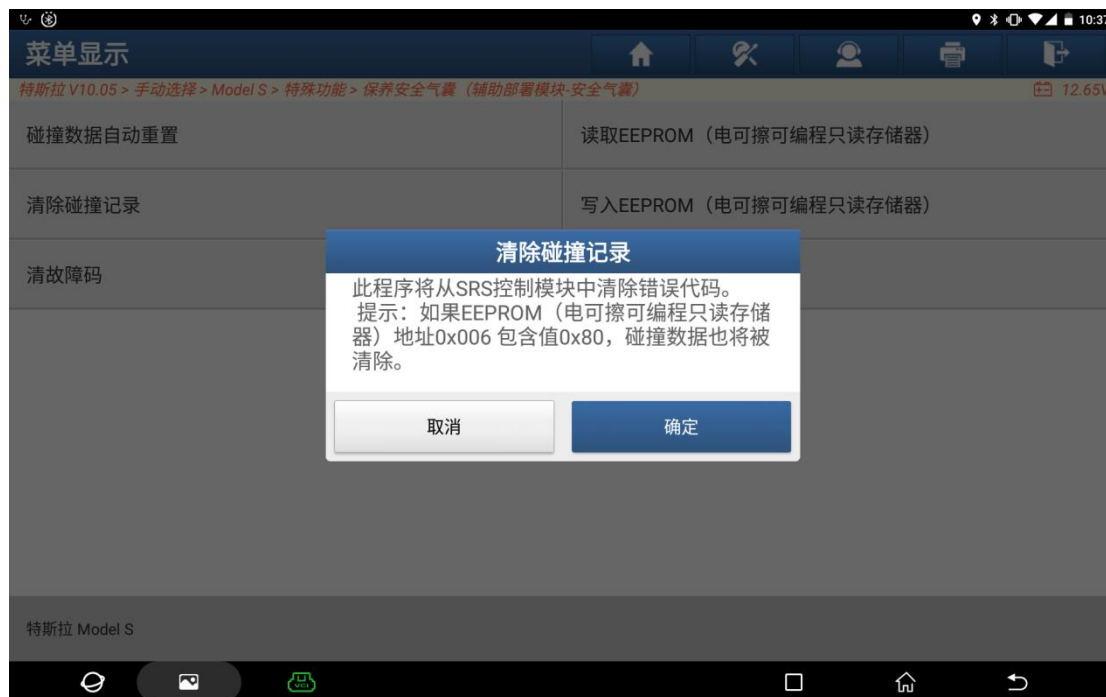 10:37
菜单显示
特斯拉 V10.05 > 手动选择 > Model S > 特殊功能 > 保养安全气囊（辅助部署模块-安全气囊）
12.65V
碰撞数据自动重置
读取EEPROM（电可擦可编程只读存储器）
清除碰撞记录
写入EEPROM（电可擦可编程只读存储器）
清故障码
清除碰撞记录
此程序将从SRS控制模块中清除错误代码。
提示：如果EEPROM（电可擦可编程只读存储
器）地址0x006 包含值0x80，碰撞数据也将被
清除。
取消
确定
特斯拉 Model S
VCI